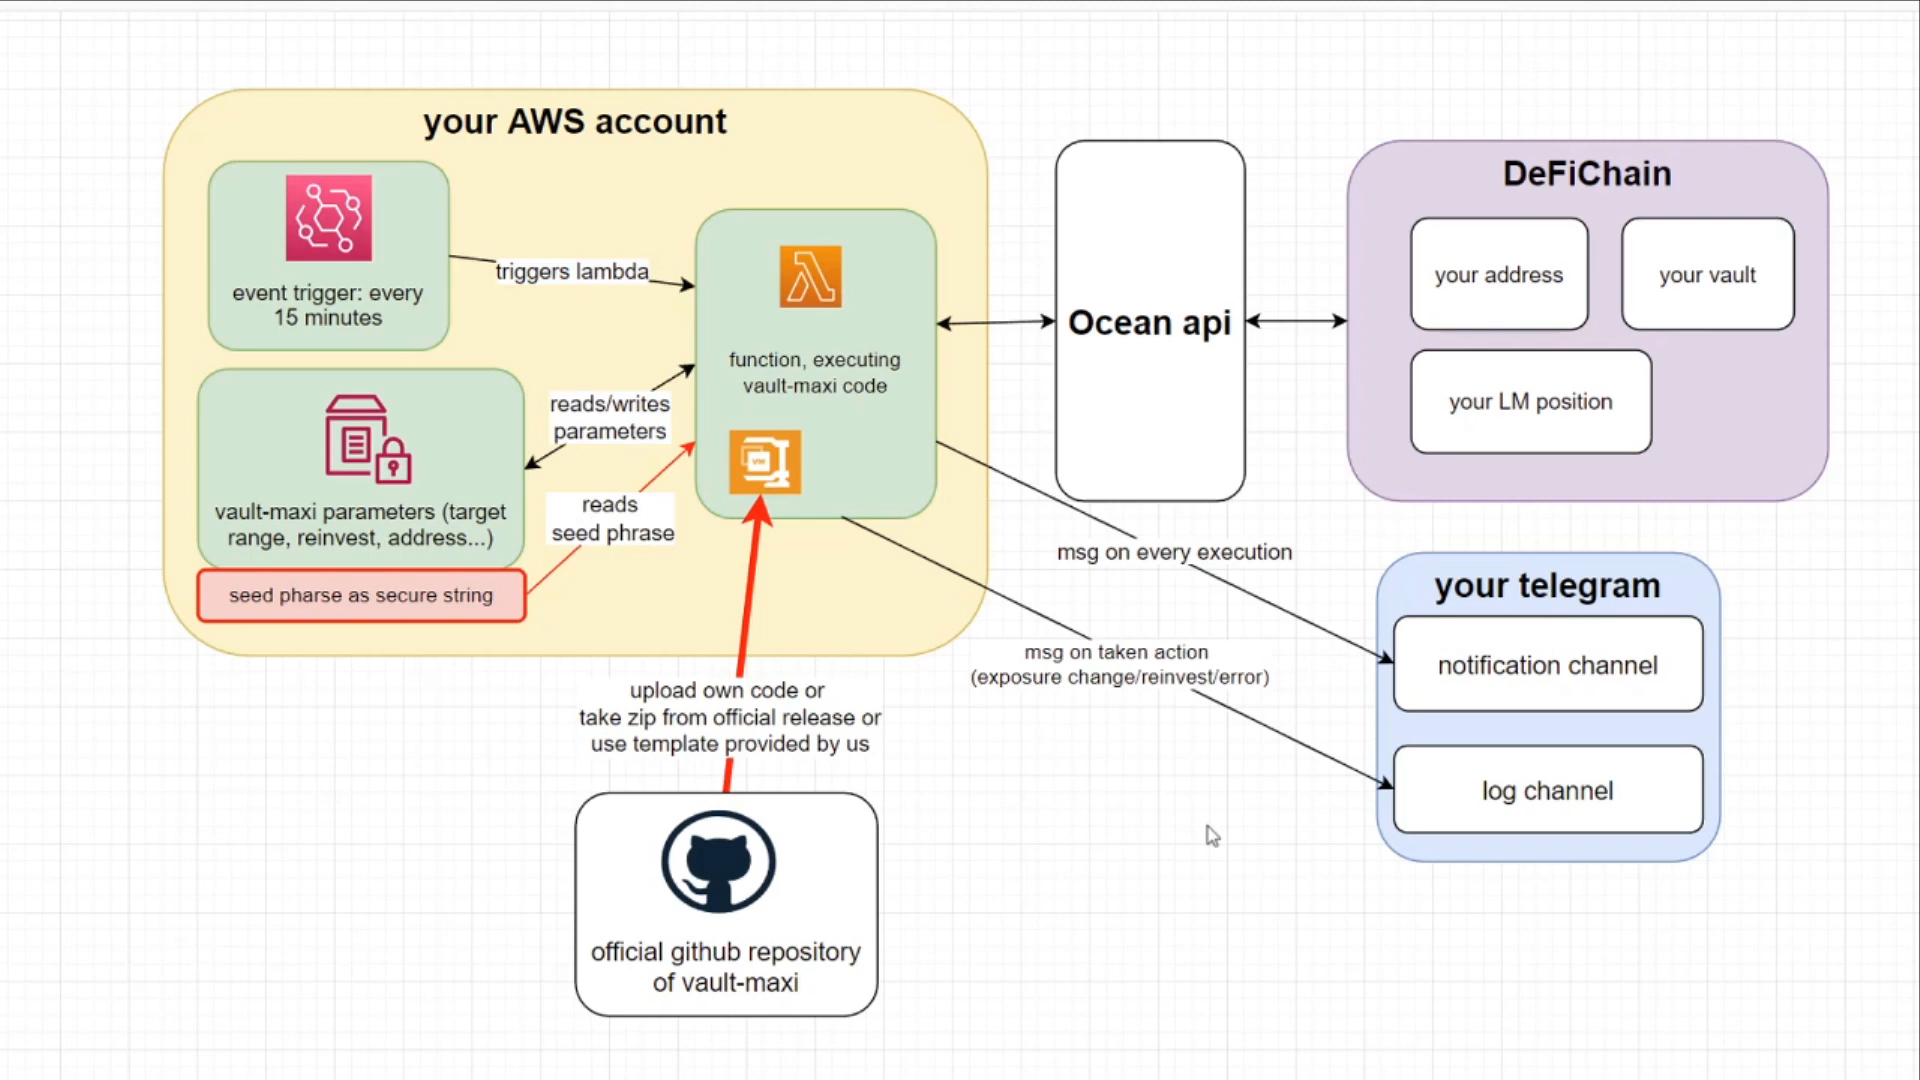 your AWS account
event trigger: every
15 minutes
triggers lambda
function, executing
vault-maxi code
VM
reads/writes
parameters
vault-maxi parameters (target
range, reinvest, address...)
reads
seed phrase
seed pharse as secure string
upload own code or
take zip from official release or
use template provided by us
official github repository
of vault-maxi
Ocean api
DeFiChain
your address
your vault
your LM position
msg on every execution
msg on taken action
(exposure change/reinvest/error)
your telegram
notification channel
log channel